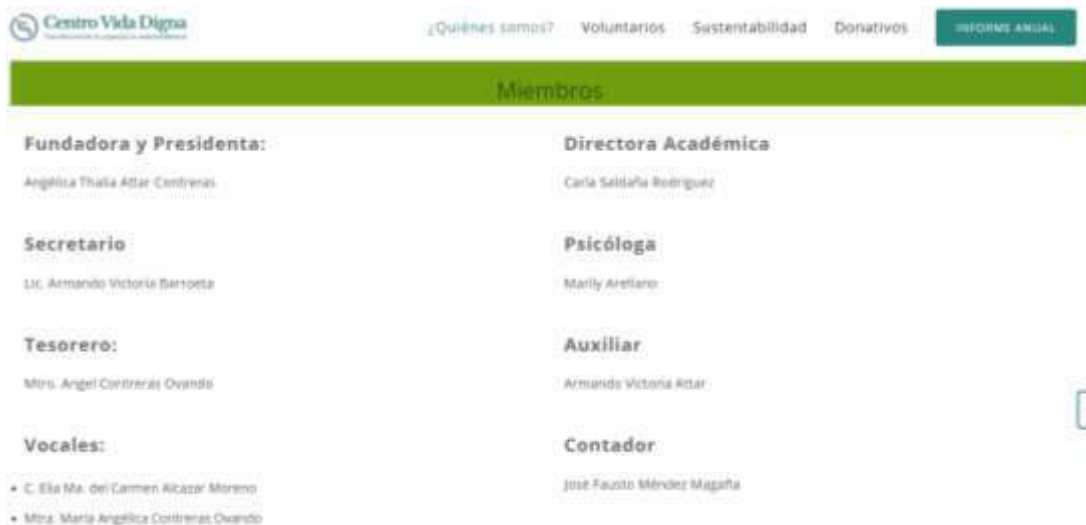 Centro Vida Digna
¿Quiénes somos? Voluntarios Sustentabilidad Donativos INFORME ANUAL
Miembros
Fundadora y Presidenta:
Angélica Thalia Attar Contreras
Secretario
Lic. Armando Victoria Barroeta
Tesorero:
Mtro. Angel Contreras Ovando
Vocales:
• C. Elia Ma. del Carmen Alcazar Moreno
• Mtra. María Angélica Contreras Ovando
Directora Académica
Carla Saldaña Rodríguez
Psicóloga
Marily Arellano
Auxiliar
Armando Victoria Attar
Contador
José Fausto Méndez Magaña